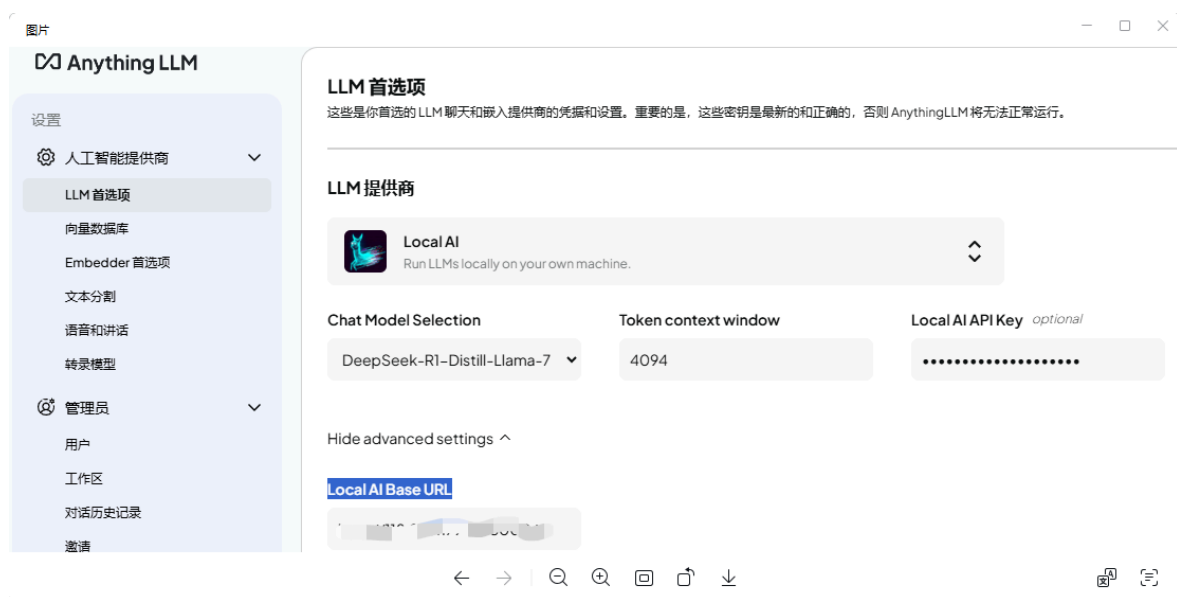 图片
Anything LLM
设置
人工智能提供商
LLM 首选项
向量数据库
Embedder 首选项
文本分割
语音和讲话
转录模型
管理员
用户
工作区
对话历史记录
邀请
LLM 首选项
这些是你首选的 LLM 聊天和嵌入提供商的凭据和设置。重要的是，这些密钥是最新的和正确的，否则 AnythingLLM 将无法正常运行。
LLM 提供商
Local AI
Run LLMs locally on your own machine.
Chat Model Selection
Token context window
Local AI API Key optional
DeepSeek-R1-Distill-Llama-7
4094
••••••••••••••••••••
Hide advanced settings
Local AI Base URL